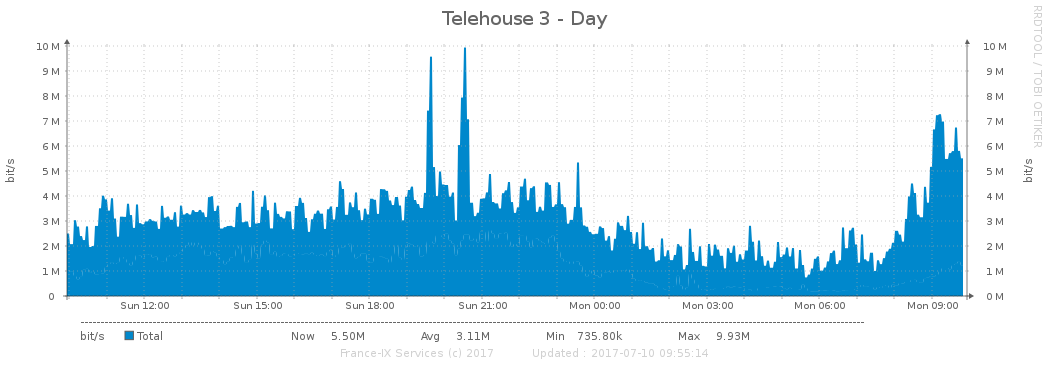 Telehouse 3 - Day
RRDTOOL / TOBI OETIKER
bit/s
10 M 10 M
9 M 9 M
8 M 8 M
7 M 7 M
6 M 6 M
5 M 5 M
4 M 4 M
3 M 3 M
2 M 2 M
1 M 1 M
0 0 M
bit/s
Sun 12:00 Sun 15:00 Sun 18:00 Sun 21:00 Mon 00:00 Mon 03:00 Mon 06:00 Mon 09:00
bit/s Total Now 5.50M Avg 3.11M Min 735.80k Max 9.93M
France-IX Services (c) 2017 Updated : 2017-07-10 09:55:14